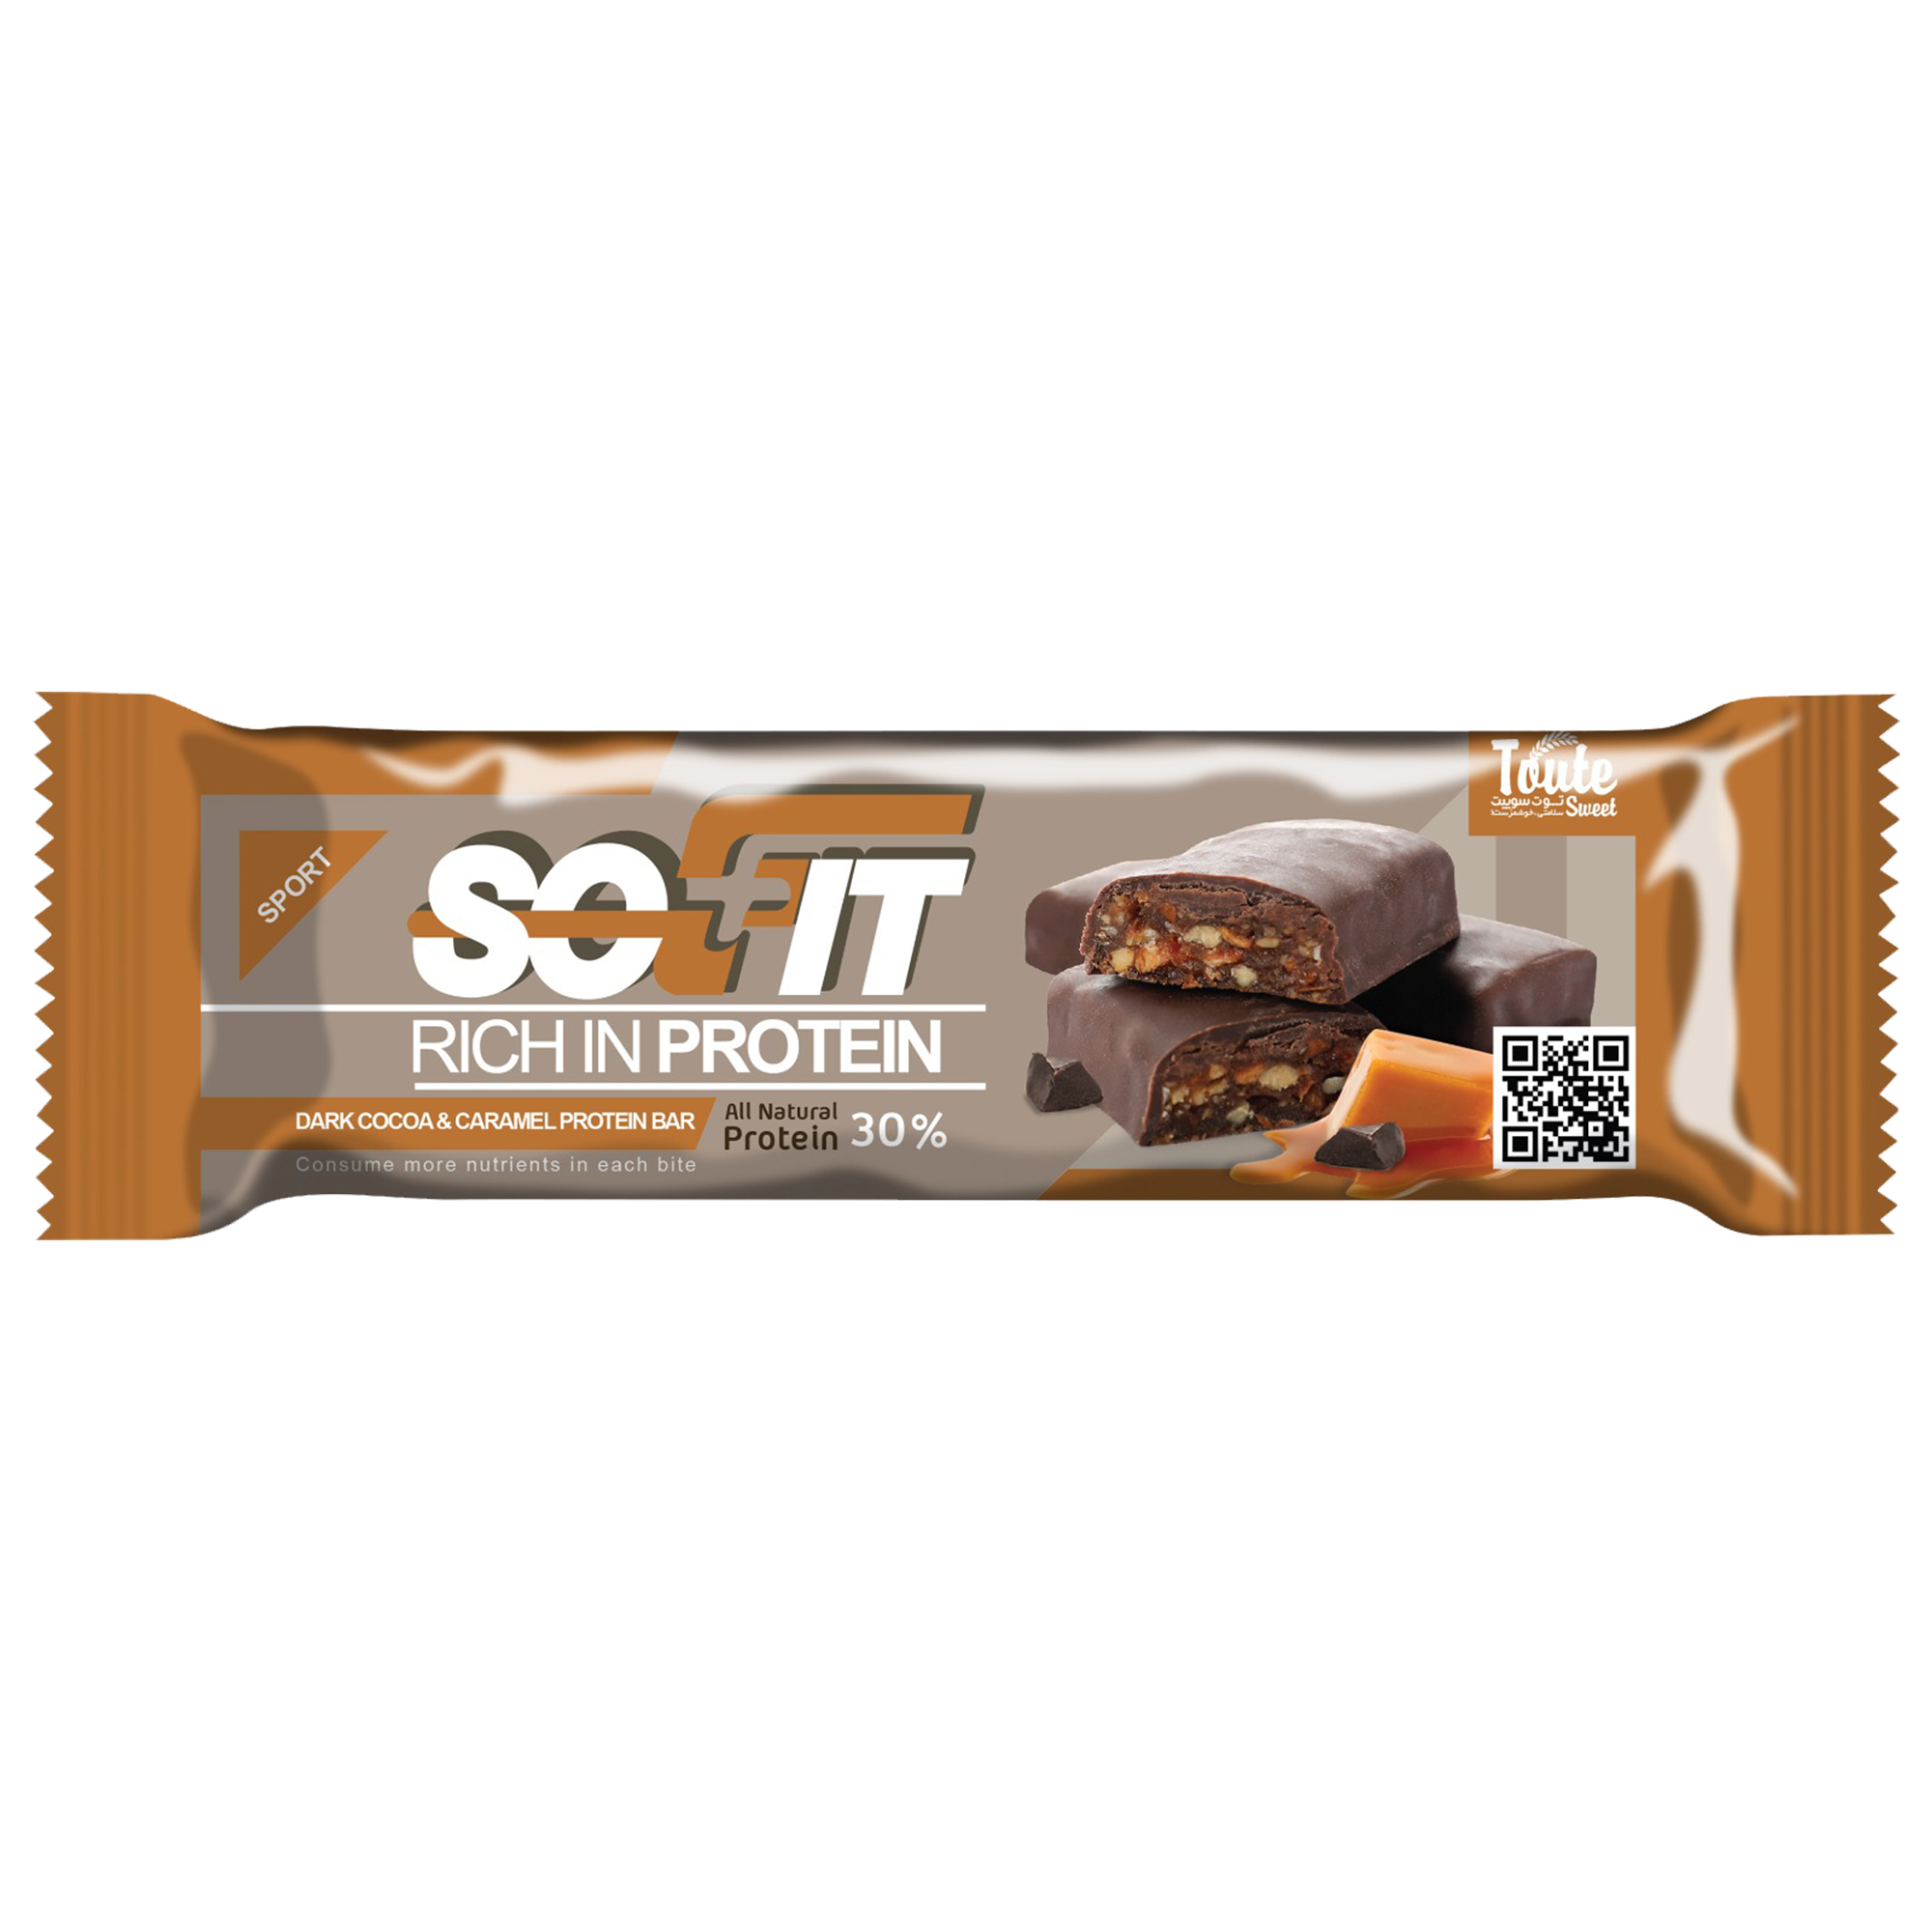 SPORT
SOFIT
RICH IN PROTEIN
DARK COCOA & CARAMEL PROTEIN BAR
Consume more nutrients in each bite
All Natural
Protein 30%
Toute
توت سوییت Sweet